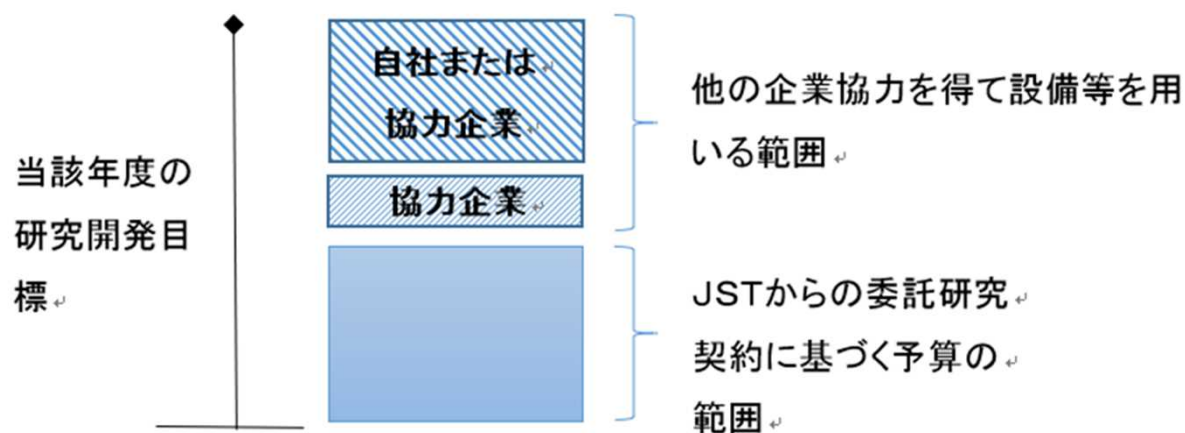 当該年度の
研究開発目
標
自社または
協力企業
協力企業
他の企業協力を得て設備等を用
いる範囲
JSTからの委託研究
契約に基づく予算の
範囲